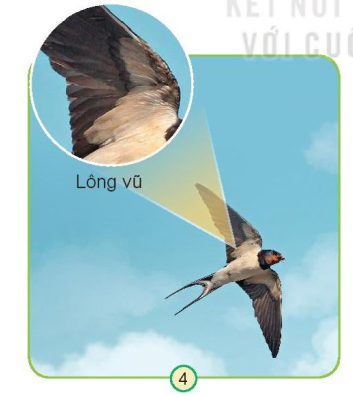 KẾT NỐI
VỚI CUỘ
Lông vũ
4